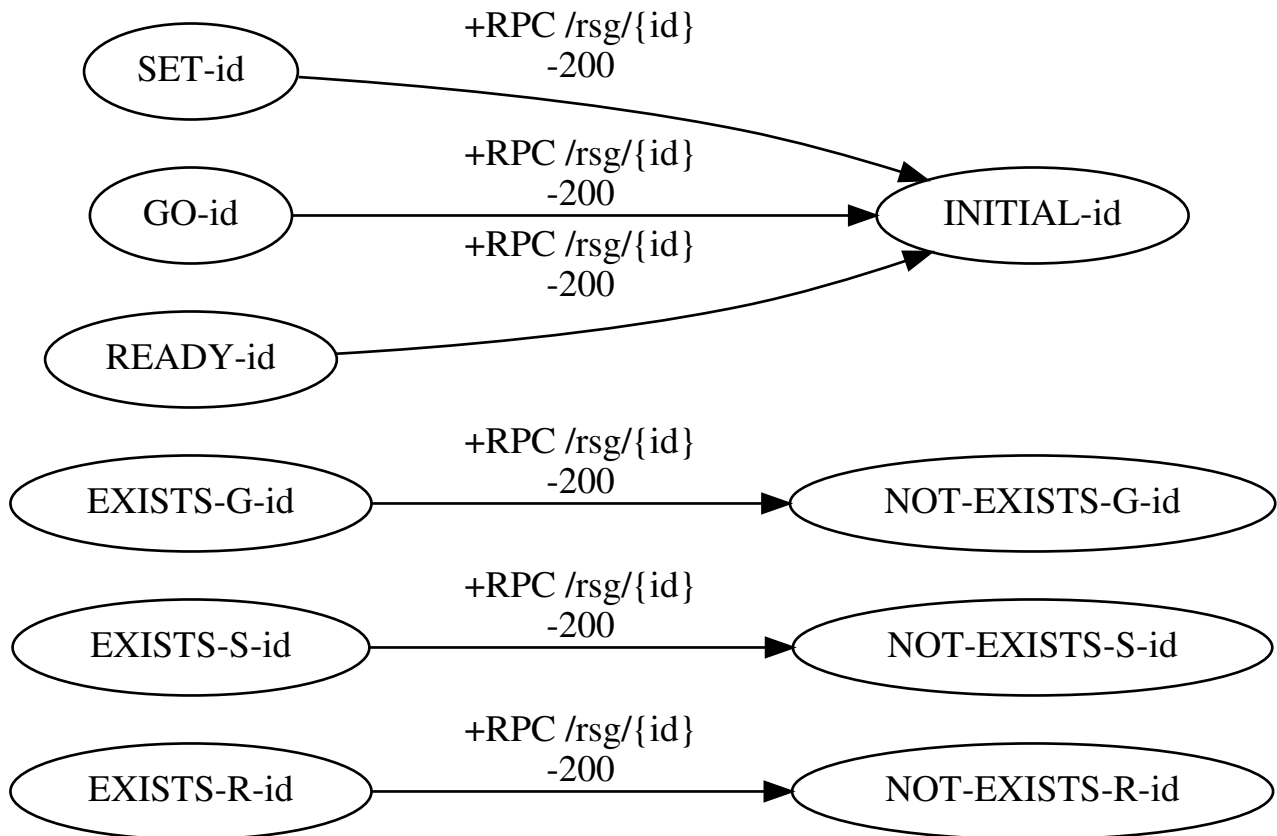 +RPC /rsg/{id}
-200
SET-id
+RPC /rsg/{id}
-200
GO-id
INITIAL-id
+RPC /rsg/{id}
-200
READY-id
+RPC /rsg/{id}
-200
EXISTS-G-id
NOT-EXISTS-G-id
+RPC /rsg/{id}
-200
EXISTS-S-id
NOT-EXISTS-S-id
+RPC /rsg/{id}
-200
EXISTS-R-id
NOT-EXISTS-R-id